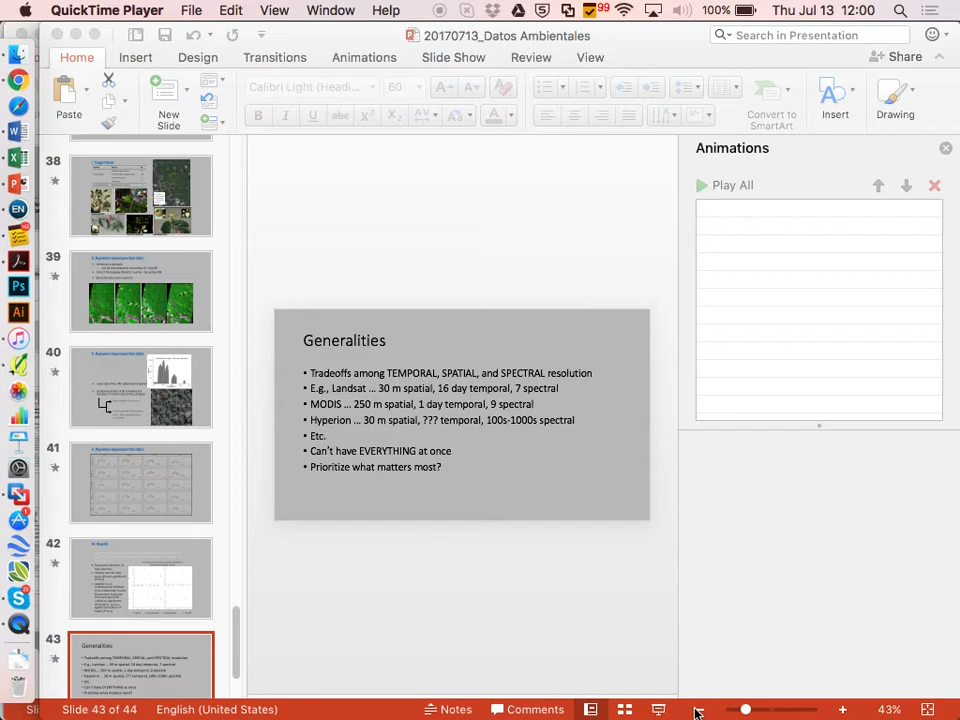 QuickTime Player File Edit View Window Help 99 100% Thu Jul 13 12:00
20170713_Datos Ambientales Search in Presentation
Home Insert Design Transitions Animations Slide Show Review View Share
Calibri Light (Headi... 60
Paste New Slide Convert to SmartArt Insert Drawing
Animations
Play All
38
39
40
41
42
43
Generalities
• Tradeoffs among TEMPORAL, SPATIAL, and SPECTRAL resolution
• E.g., Landsat ... 30 m spatial, 16 day temporal, 7 spectral
• MODIS ... 250 m spatial, 1 day temporal, 9 spectral
• Hyperion ... 30 m spatial, ??? temporal, 100s-1000s spectral
• Etc.
• Can't have EVERYTHING at once
• Prioritize what matters most?
Slide 43 of 44 English (United States) Notes Comments 43%